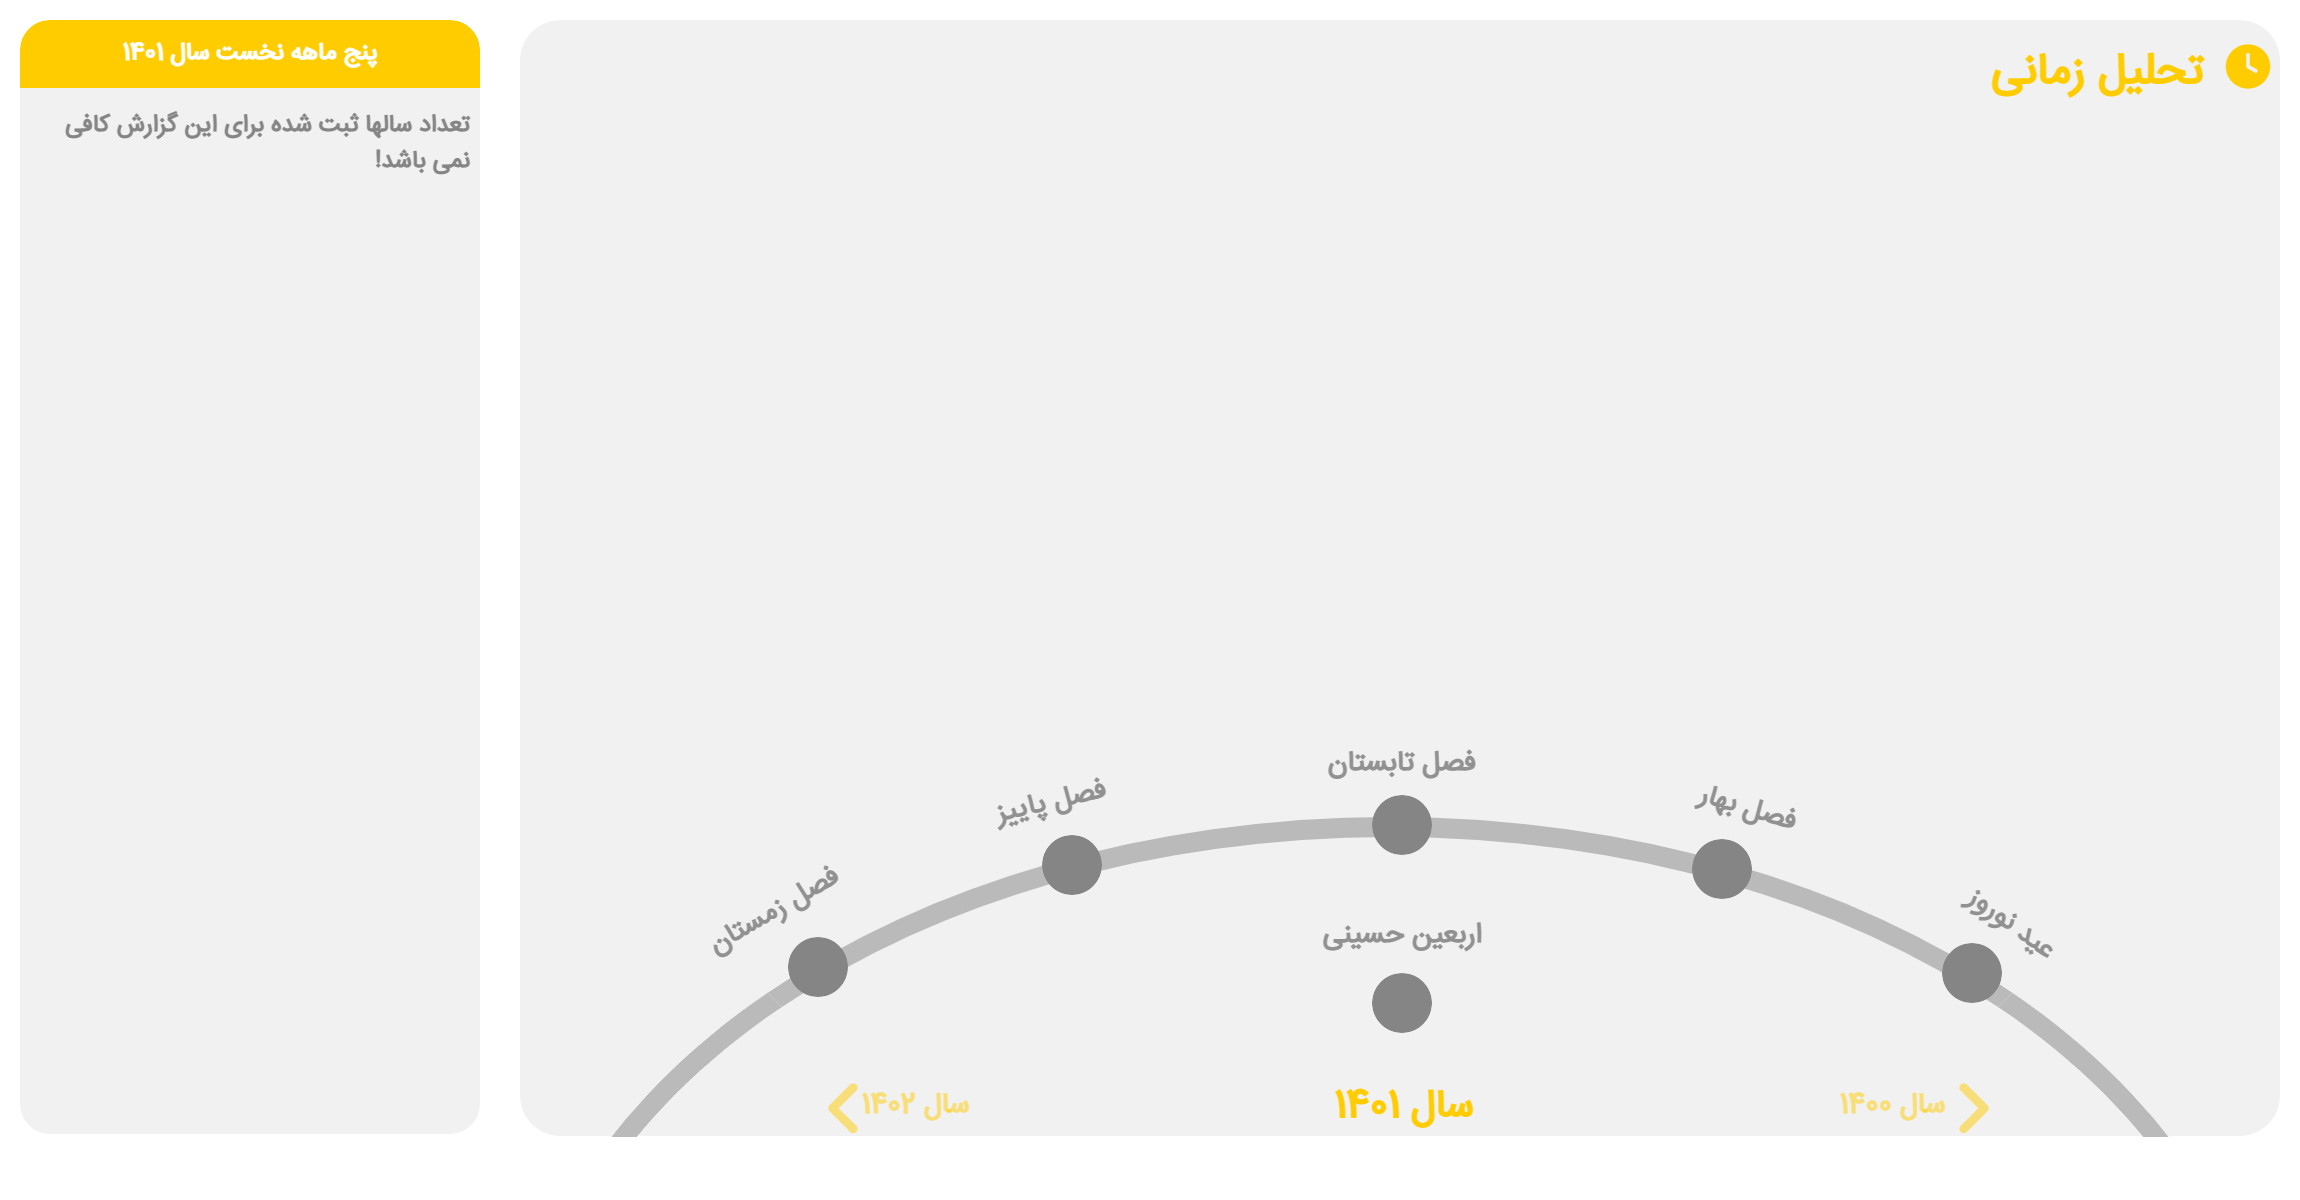 تحلیل زمانی
عید نوروز
فصل بهار
فصل تابستان
فصل پاییز
فصل زمستان
اربعین حسینی
سال ۱۴۰۰
سال ۱۴۰۱
سال ۱۴۰۲
پنج ماهه نخست سال ۱۴۰۱
تعداد سالها ثبت شده برای این گزارش کافی
نمی باشد!